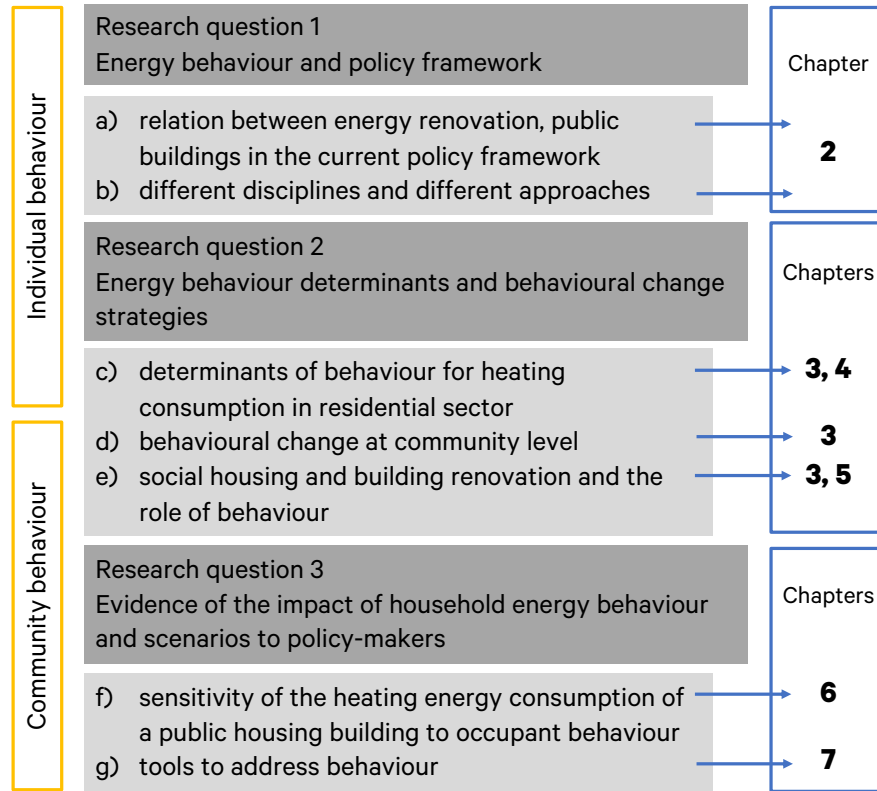 Individual behaviour
Community behaviour
Research question 1
Energy behaviour and policy framework
a) relation between energy renovation, public
buildings in the current policy framework
b) different disciplines and different approaches
Chapter
2
Research question 2
Energy behaviour determinants and behavioural change
strategies
c) determinants of behaviour for heating
consumption in residential sector
d) behavioural change at community level
e) social housing and building renovation and the
role of behaviour
Chapters
3, 4
3
3, 5
Research question 3
Evidence of the impact of household energy behaviour
and scenarios to policy-makers
f) sensitivity of the heating energy consumption of
a public housing building to occupant behaviour
g) tools to address behaviour
Chapters
6
7